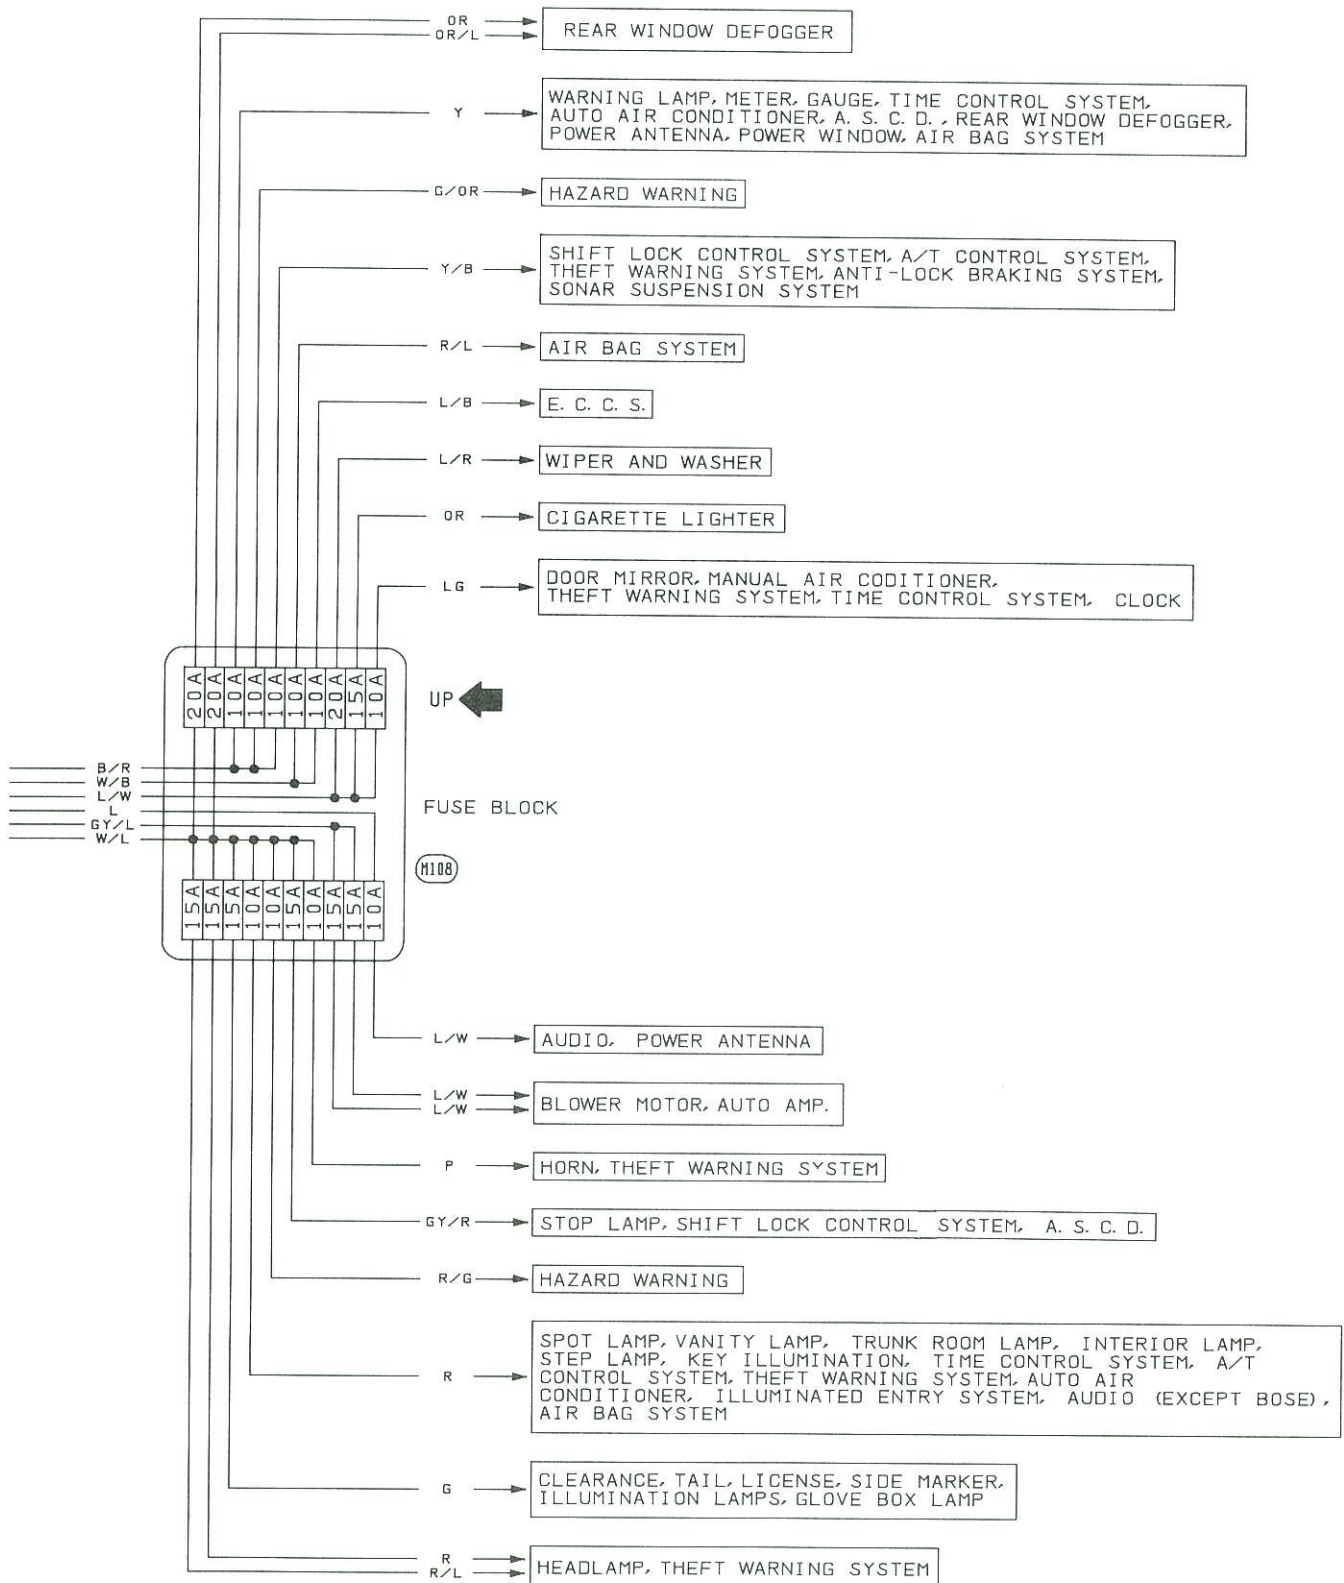 OR
OR/L
REAR WINDOW DEFOGGER
Y
WARNING LAMP, METER, GAUGE, TIME CONTROL SYSTEM,
AUTO AIR CONDITIONER, A. S. C. D. , REAR WINDOW DEFOGGER,
POWER ANTENNA, POWER WINDOW, AIR BAG SYSTEM
G/OR
HAZARD WARNING
Y/B
SHIFT LOCK CONTROL SYSTEM, A/T CONTROL SYSTEM,
THEFT WARNING SYSTEM, ANTI-LOCK BRAKING SYSTEM,
SONAR SUSPENSION SYSTEM
R/L
AIR BAG SYSTEM
L/B
E. C. C. S.
L/R
WIPER AND WASHER
OR
CIGARETTE LIGHTER
LG
DOOR MIRROR, MANUAL AIR CODITIONER,
THEFT WARNING SYSTEM, TIME CONTROL SYSTEM, CLOCK
20A
20A
10A
10A
10A
10A
10A
20A
15A
10A
UP
B/R
W/B
L/W
L
GY/L
W/L
FUSE BLOCK
M108
15A
15A
15A
10A
10A
15A
10A
15A
15A
10A
L/W
AUDIO, POWER ANTENNA
L/W
L/W
BLOWER MOTOR, AUTO AMP.
P
HORN, THEFT WARNING SYSTEM
GY/R
STOP LAMP, SHIFT LOCK CONTROL SYSTEM, A. S. C. D.
R/G
HAZARD WARNING
R
SPOT LAMP, VANITY LAMP, TRUNK ROOM LAMP, INTERIOR LAMP,
STEP LAMP, KEY ILLUMINATION, TIME CONTROL SYSTEM, A/T
CONTROL SYSTEM, THEFT WARNING SYSTEM, AUTO AIR
CONDITIONER, ILLUMINATED ENTRY SYSTEM, AUDIO (EXCEPT BOSE),
AIR BAG SYSTEM
G
CLEARANCE, TAIL, LICENSE, SIDE MARKER,
ILLUMINATION LAMPS, GLOVE BOX LAMP
R
R/L
HEADLAMP, THEFT WARNING SYSTEM